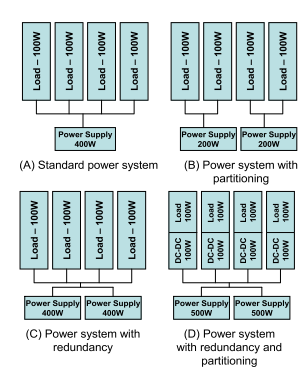 Load – 100W
Load – 100W
Load – 100W
Load – 100W
Power Supply
400W
(A) Standard power system
Load – 100W
Load – 100W
Load – 100W
Load – 100W
Power Supply
200W
Power Supply
200W
(B) Power system with
partitioning
Load – 100W
Load – 100W
Load – 100W
Load – 100W
Power Supply
400W
Power Supply
400W
(C) Power system with
redundancy
Load
100W
Load
100W
Load
100W
Load
100W
DC-DC
100W
DC-DC
100W
DC-DC
100W
DC-DC
100W
Power Supply
500W
Power Supply
500W
(D) Power system
with redundancy and
partitioning